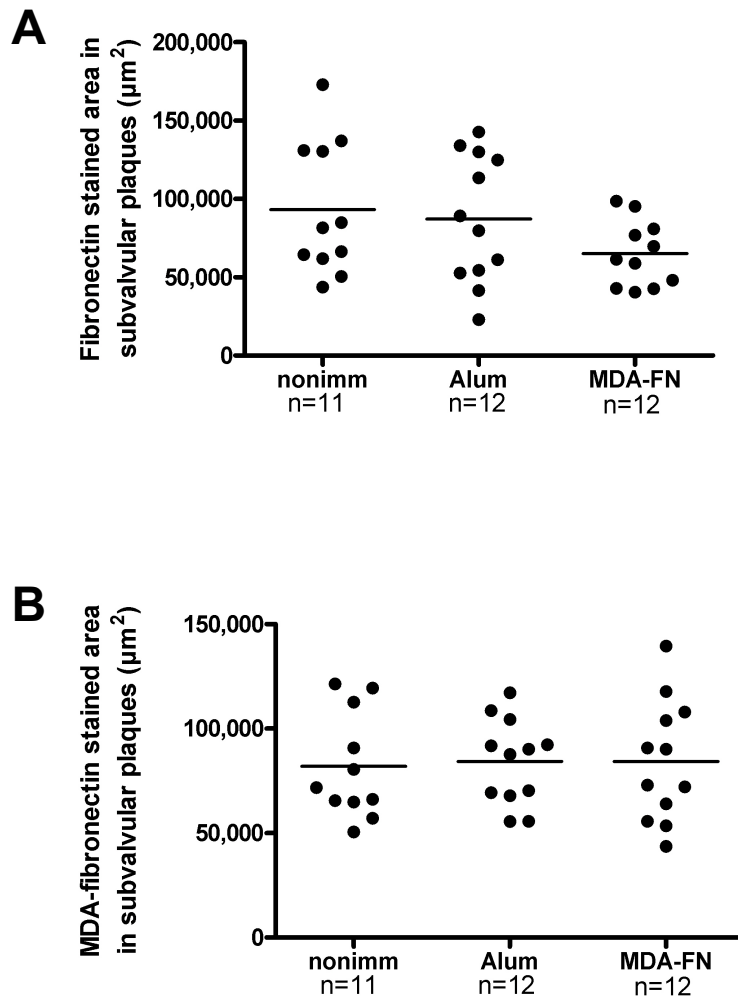 A
Fibronectin stained area in
subvalvular plaques (µm²)
200,000
150,000
100,000
50,000
0
nonimm
n=11
Alum
n=12
MDA-FN
n=12
B
MDA-fibronectin stained area
in subvalvular plaques (µm²)
150,000
100,000
50,000
0
nonimm
n=11
Alum
n=12
MDA-FN
n=12